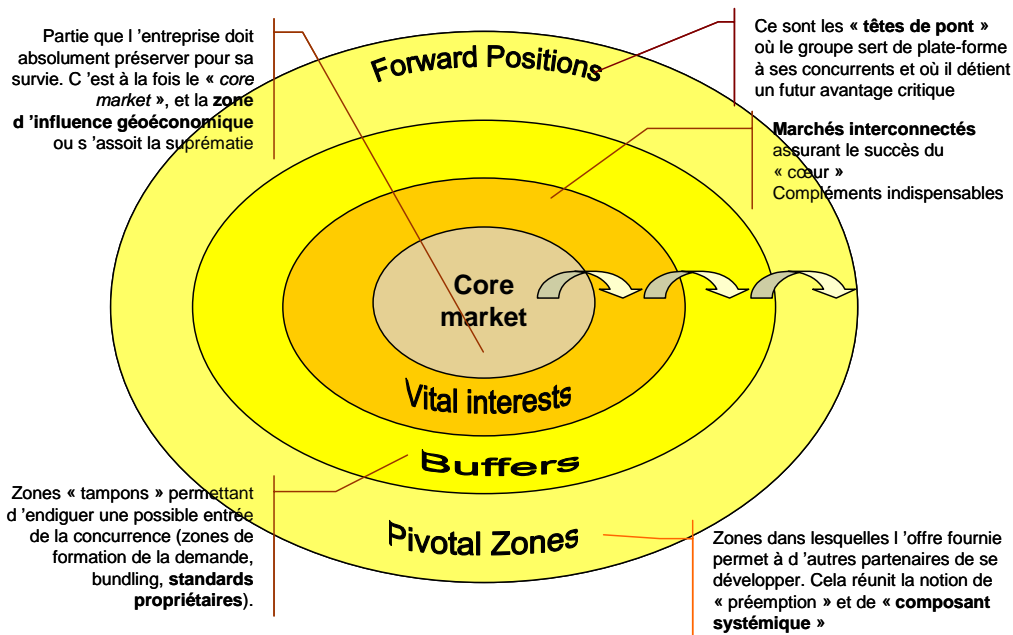 Partie que l 'entreprise doit
absolument préserver pour sa
survie. C 'est à la fois le « core
market », et la zone
d 'influence géoéconomique
ou s 'assoit la suprématie
Forward Positions
Ce sont les « têtes de pont »
où le groupe sert de plate-forme
à ses concurrents et où il détient
un futur avantage critique
Marchés interconnectés
assurant le succès du
« cœur »
Compléments indispensables
Core
market
Vital interests
Buffers
Pivotal Zones
Zones « tampons » permettant
d 'endiguer une possible entrée
de la concurrence (zones de
formation de la demande,
bundling, standards
propriétaires).
Zones dans lesquelles l 'offre fournie
permet à d 'autres partenaires de se
développer. Cela réunit la notion de
« préemption » et de « composant
systémique »